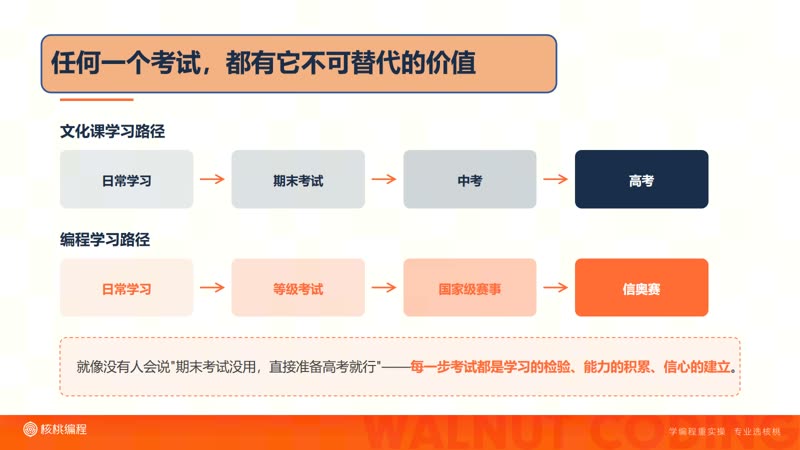 任何一个考试，都有它不可替代的价值
文化课学习路径
日常学习
期末考试
中考
高考
编程学习路径
日常学习
等级考试
国家级赛事
信奥赛
就像没有人会说"期末考试没用，直接准备高考就行"——每一步考试都是学习的检验、能力的积累、信心的建立。
核桃编程
WALNUT CODING
学编程重实操 专业选核桃